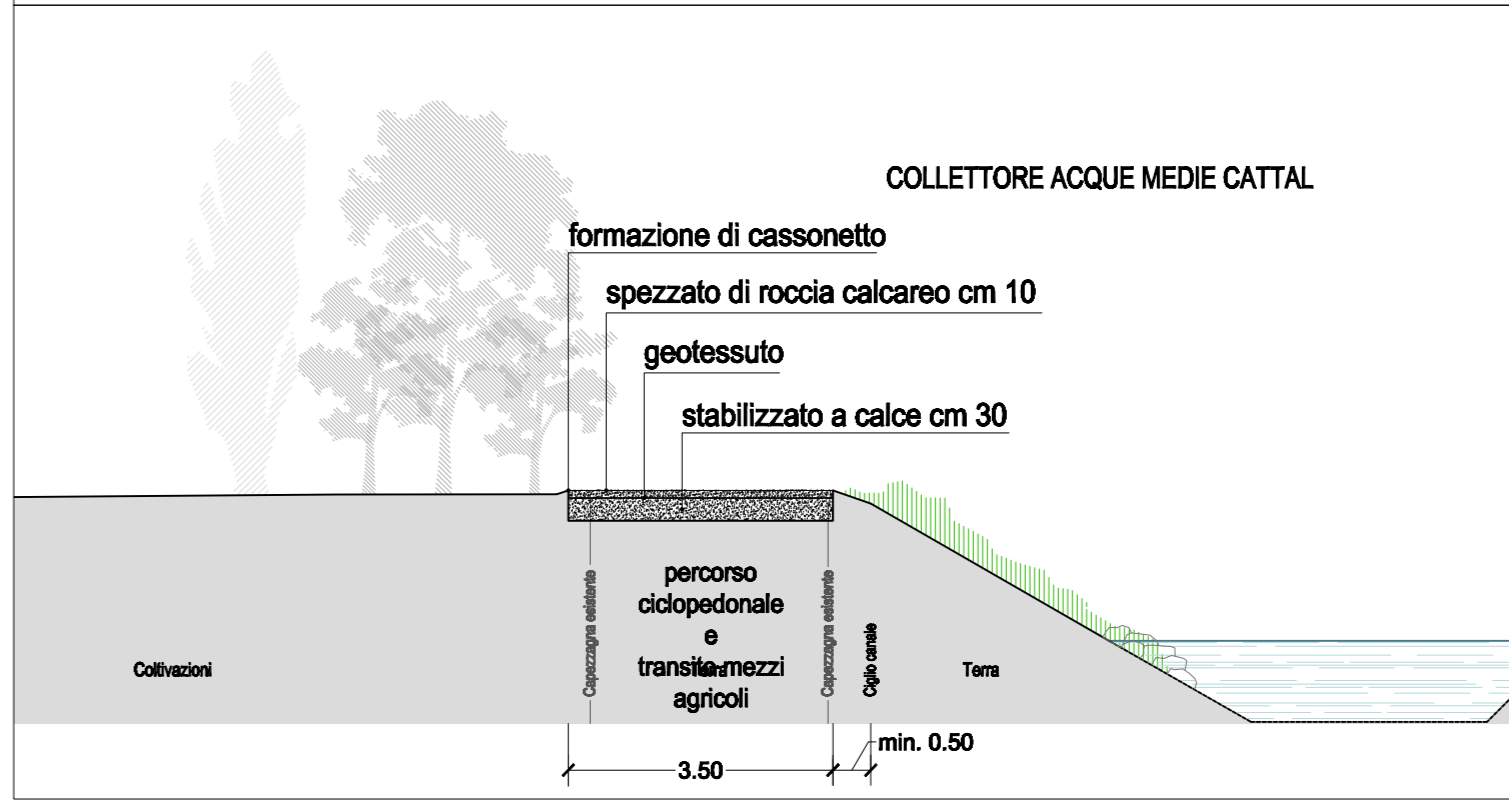 COLLETTORE ACQUE MEDIE CATTAL
formazione di cassonetto
spezzato di roccia calcareo cm 10
geotessuto
stabilizzato a calce cm 30
Coltivazioni
Capezzagna esistente
percorso
ciclopedonale
e
transito mezzi
agricoli
Terra
Capezzagna esistente
Ciglio canale
Terra
3.50
min. 0.50